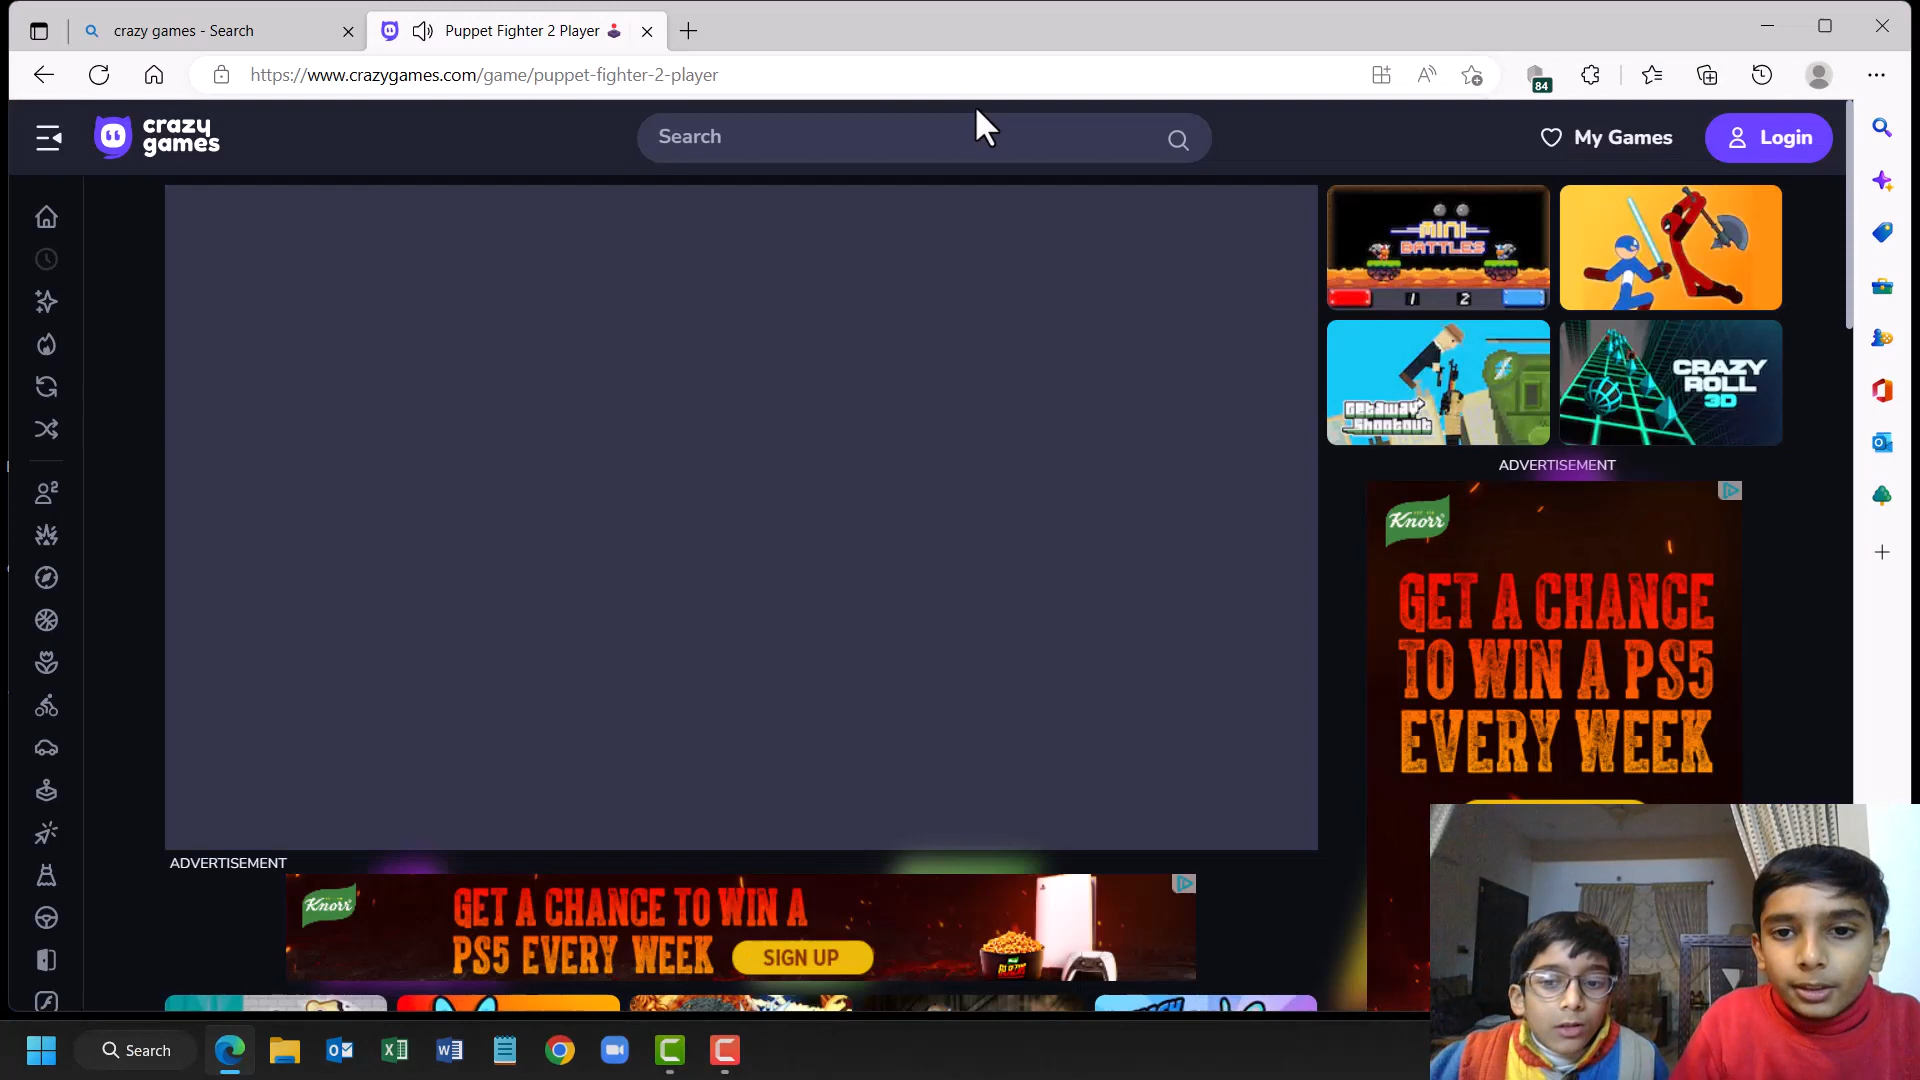 crazy games - Search
Puppet Fighter 2 Player
https://www.crazygames.com/game/puppet-fighter-2-player
84
crazy games
Search
My Games
Login
MINI BATTLES
1 2
Getaway Shootout
CRAZY ROLL 3D
ADVERTISEMENT
Knorr
GET A CHANCE
TO WIN A PS5
EVERY WEEK
ADVERTISEMENT
Knorr
GET A CHANCE TO WIN A
PS5 EVERY WEEK
SIGN UP
Search